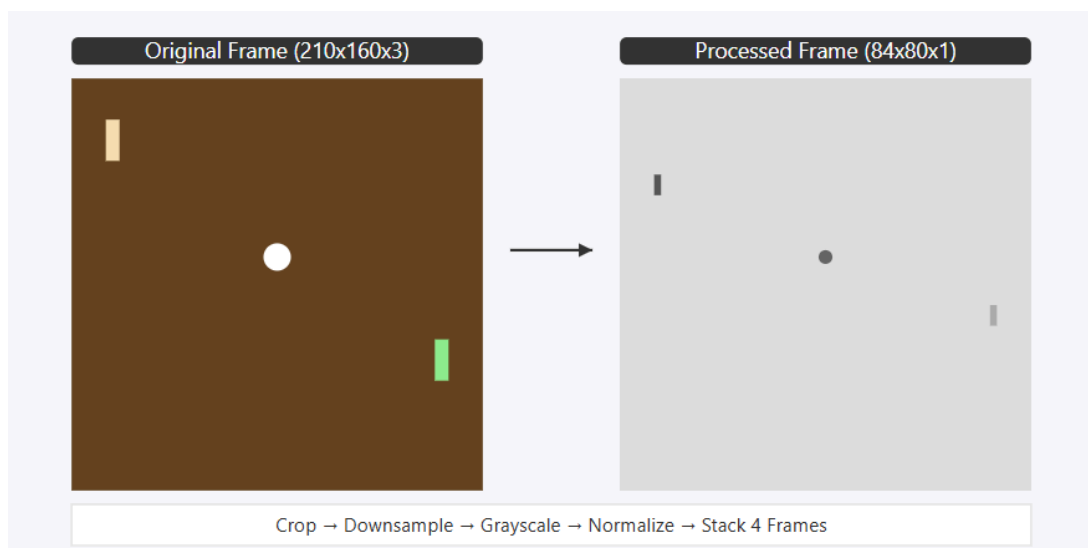 Original Frame (210x160x3)
Processed Frame (84x80x1)
Crop → Downsample → Grayscale → Normalize → Stack 4 Frames